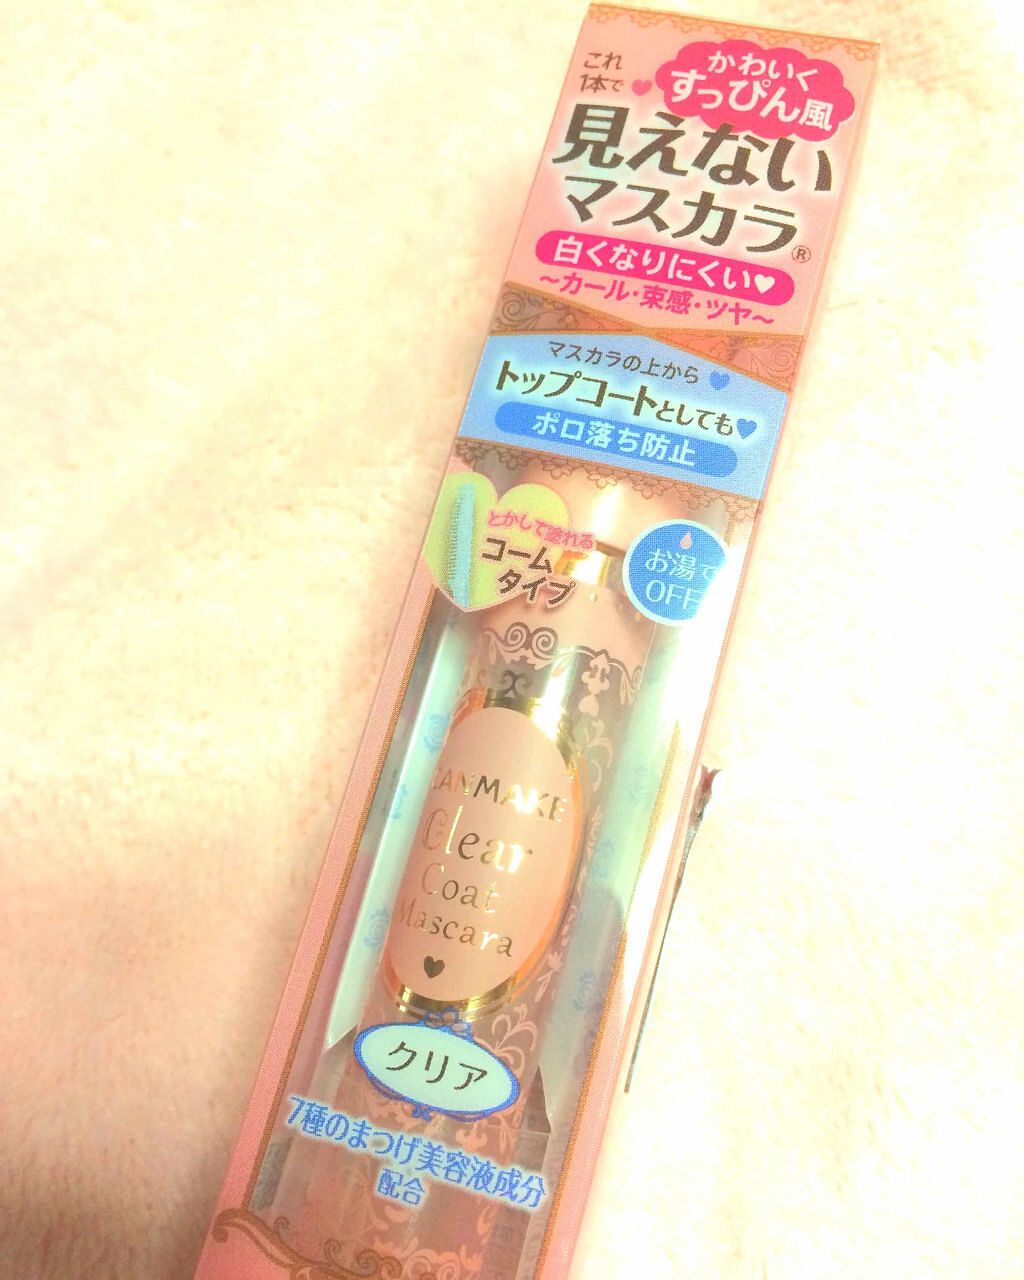 これ
1本で
かわいく
すっぴん風
見えない
マスカラ®
白くなりにくい♥
~カール・束感・ツヤ~
マスカラの上から
トップコートとしても
ポロ落ち防止
とかして塗れる
コーム
タイプ
お湯で
OFF
CANMAKE
Clear
Coat
Mascara
クリア
7種のまつげ美容液成分
配合